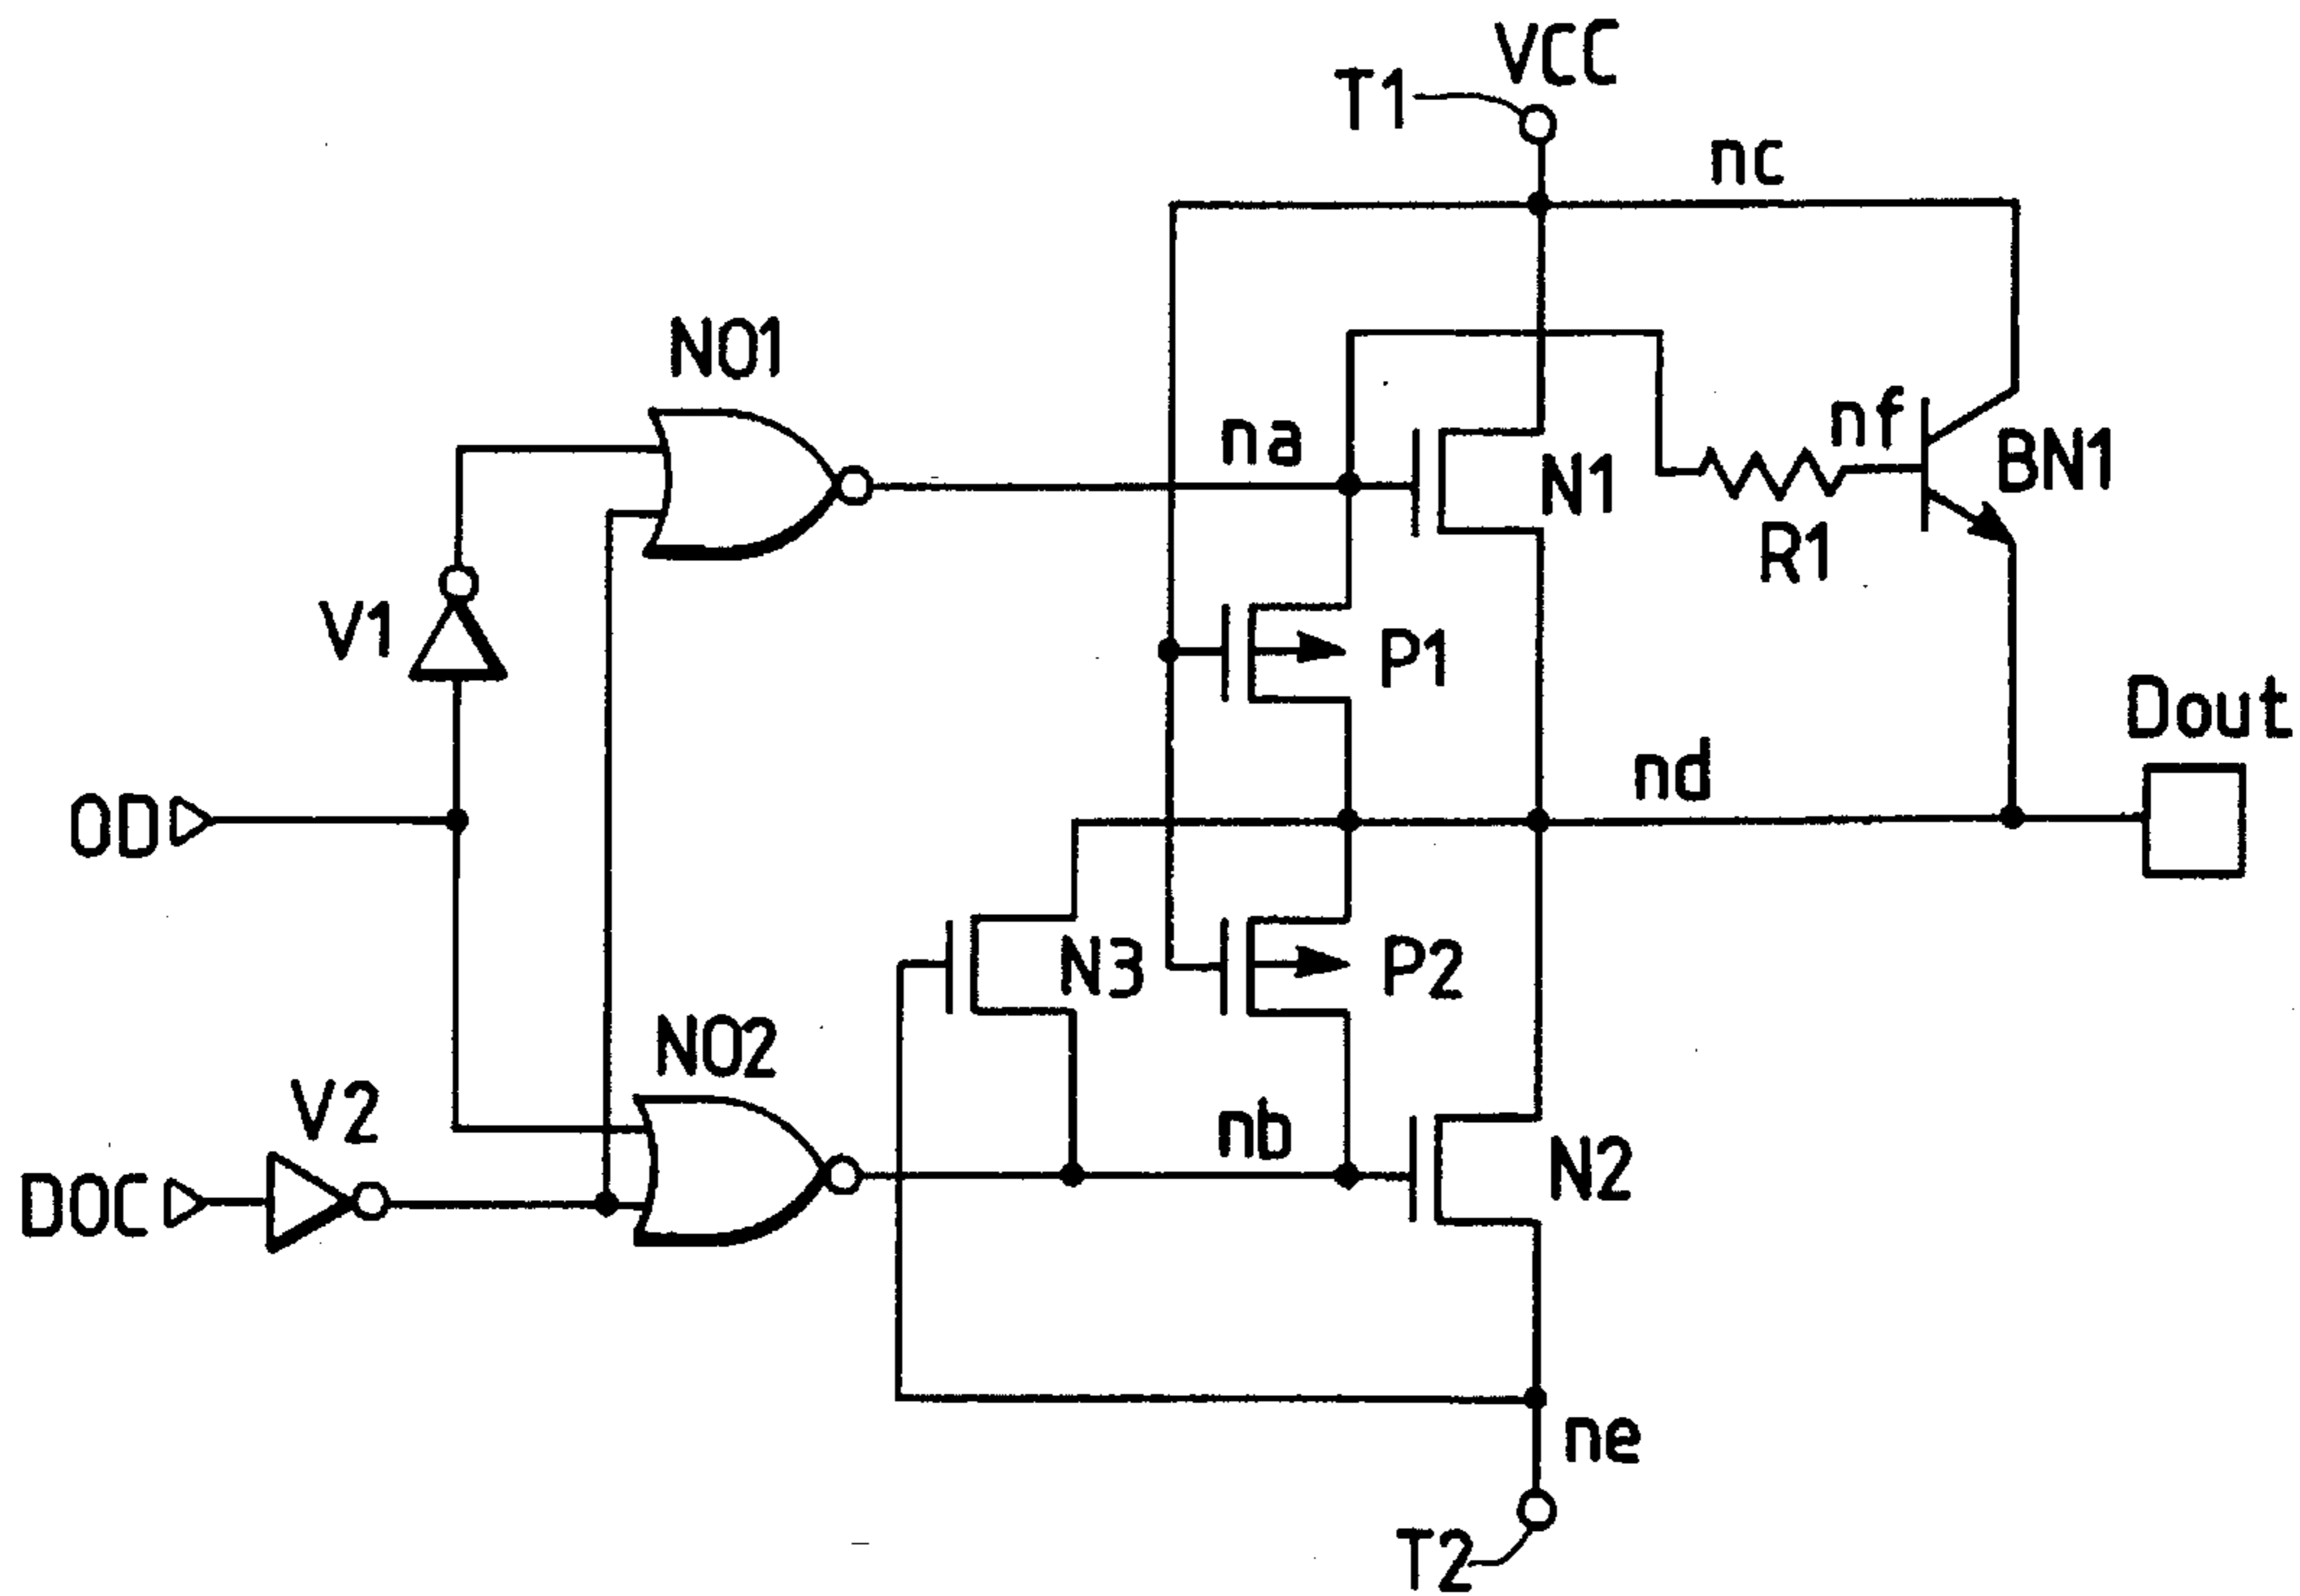 VCC
T1
nc
NO1
na
nf
N1
BN1
R1
V1
P1
Dout
nd
OD
N3
P2
NO2
V2
nb
N2
DOC
ne
T2